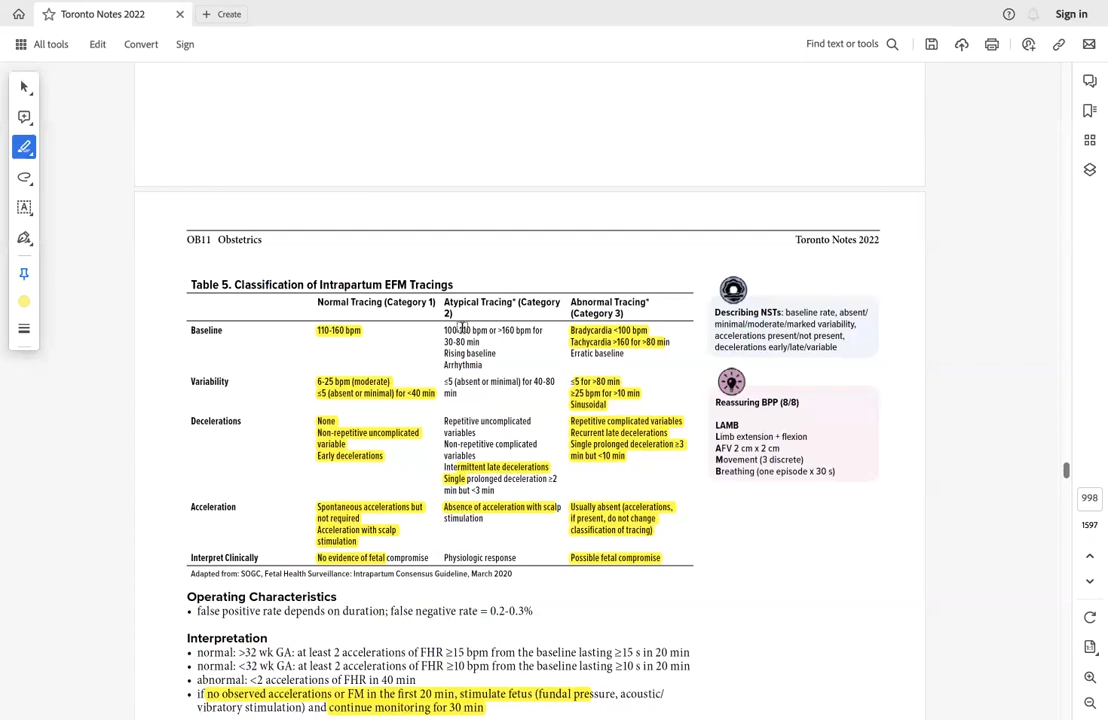 Toronto Notes 2022
Create
Sign in
All tools
Edit
Convert
Sign
Find text or tools
OB11 Obstetrics
Toronto Notes 2022
Table 5. Classification of Intrapartum EFM Tracings
Normal Tracing (Category 1)
Atypical Tracing* (Category
2)
Abnormal Tracing*
(Category 3)
Baseline
110-160 bpm
bpm or >160 bpm for
30-80 min
Rising baseline
Arrhythmia
Bradycardia <100 bpm
Tachycardia >160 for >80 min
Erratic baseline
Variability
6-25 bpm (moderate)
≤5 (absent or minimal) for <40 min
≤5 (absent or minimal) for 40-80
min
≤5 for >80 min
≥25 bpm for >10 min
Sinusoidal
Decelerations
None
Non-repetitive uncomplicated
variable
Early decelerations
Repetitive uncomplicated
variables
Non-repetitive complicated
variables
Intermittent late decelerations
Single prolonged deceleration ≥2
min but <3 min
Repetitive complicated variables
Recurrent late decelerations
Single prolonged deceleration ≥3
min but <10 min
Acceleration
Spontaneous accelerations but
not required
Acceleration with scalp
stimulation
Absence of acceleration with scalp
stimulation
Usually absent (accelerations,
if present, do not change
classification of tracing)
Interpret Clinically
No evidence of fetal compromise
Physiologic response
Possible fetal compromise
Adapted from: SOGC, Fetal Health Surveillance: Intrapartum Consensus Guideline, March 2020
Describing NSTs: baseline rate, absent/
minimal/moderate/marked variability,
accelerations present/not present,
decelerations early/late/variable
Reassuring BPP (8/8)
LAMB
Limb extension + flexion
AFV 2 cm x 2 cm
Movement (3 discrete)
Breathing (one episode x 30 s)
Operating Characteristics
• false positive rate depends on duration; false negative rate = 0.2-0.3%
Interpretation
• normal: >32 wk GA: at least 2 accelerations of FHR ≥15 bpm from the baseline lasting ≥15 s in 20 min
• normal: <32 wk GA: at least 2 accelerations of FHR ≥10 bpm from the baseline lasting ≥10 s in 20 min
• abnormal: <2 accelerations of FHR in 40 min
• if no observed accelerations or FM in the first 20 min, stimulate fetus (fundal pressure, acoustic/
vibratory stimulation) and continue monitoring for 30 min
998
1597